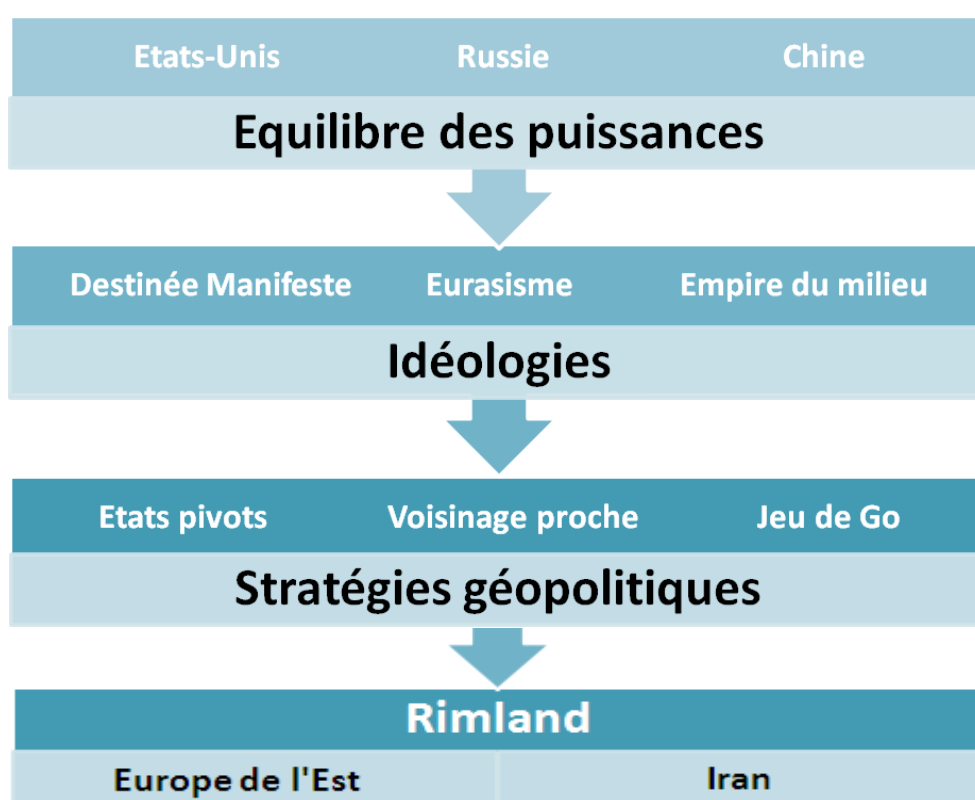 Etats-Unis Russie Chine
Equilibre des puissances
Destinée Manifeste Eurasisme Empire du milieu
Idéologies
Etats pivots Voisinage proche Jeu de Go
Stratégies géopolitiques
Rimland
Europe de l'Est Iran